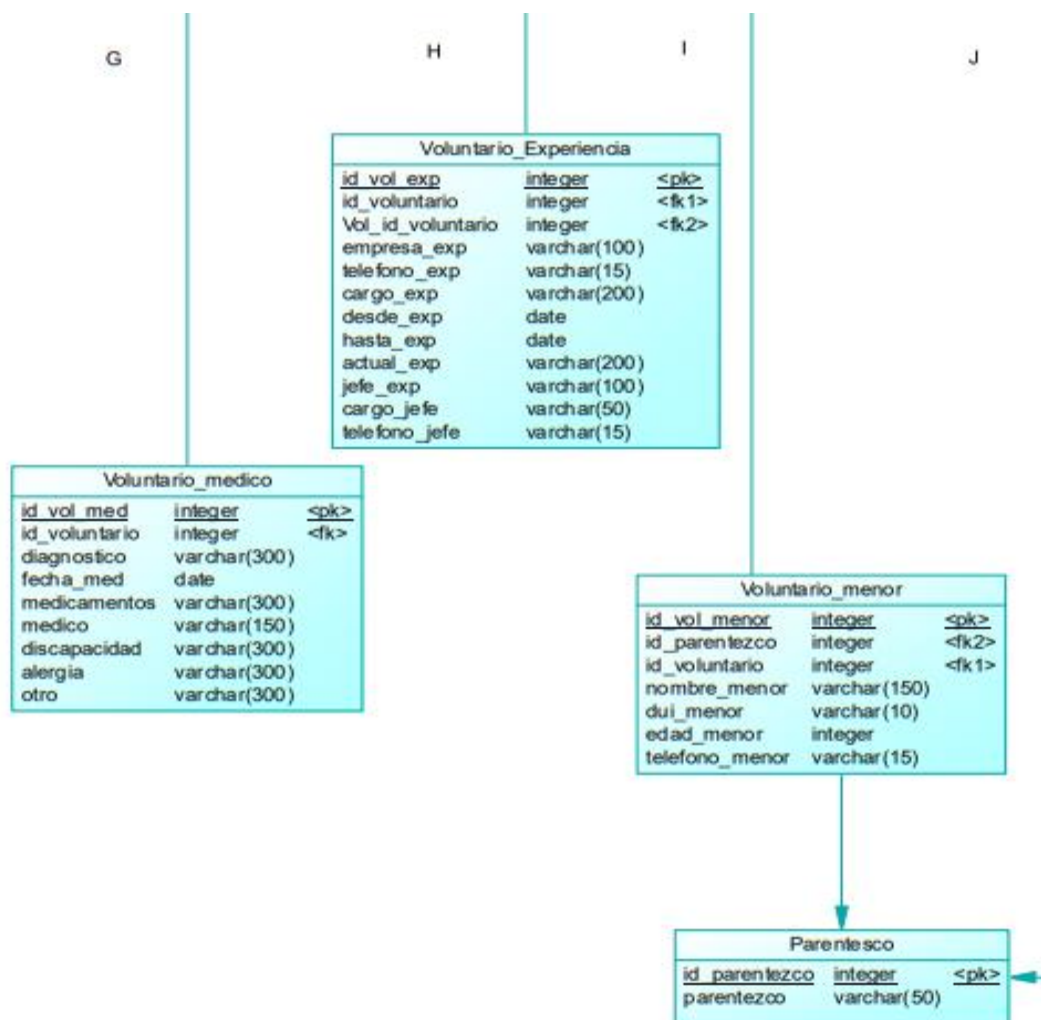 G H I J
Voluntario_Experiencia
id_vol_exp integer <pk>
id_voluntario integer <fk1>
Vol_id_voluntario integer <fk2>
empresa_exp varchar(100)
telefono_exp varchar(15)
cargo_exp varchar(200)
desde_exp date
hasta_exp date
actual_exp varchar(200)
jefe_exp varchar(100)
cargo_jefe varchar(50)
telefono_jefe varchar(15)
Voluntario_medico
id_vol_med integer <pk>
id_voluntario integer <fk>
diagnostico varchar(300)
fecha_med date
medicamentos varchar(300)
medico varchar(150)
discapacidad varchar(300)
alergia varchar(300)
otro varchar(300)
Voluntario_menor
id_vol_menor integer <pk>
id_parentezco integer <fk2>
id_voluntario integer <fk1>
nombre_menor varchar(150)
dui_menor varchar(10)
edad_menor integer
telefono_menor varchar(15)
Parentesco
id_parentezco integer <pk>
parentezco varchar(50)